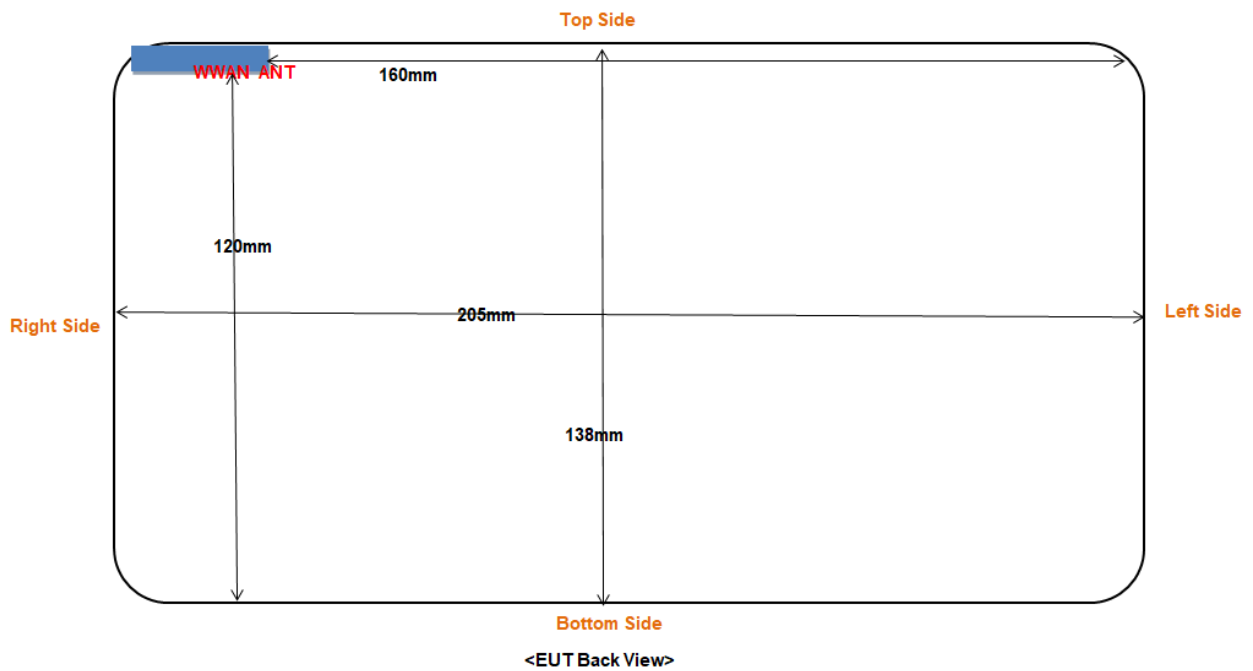 Top Side
WWAN ANT
160mm
120mm
205mm
Right Side
Left Side
138mm
Bottom Side
<EUT Back View>